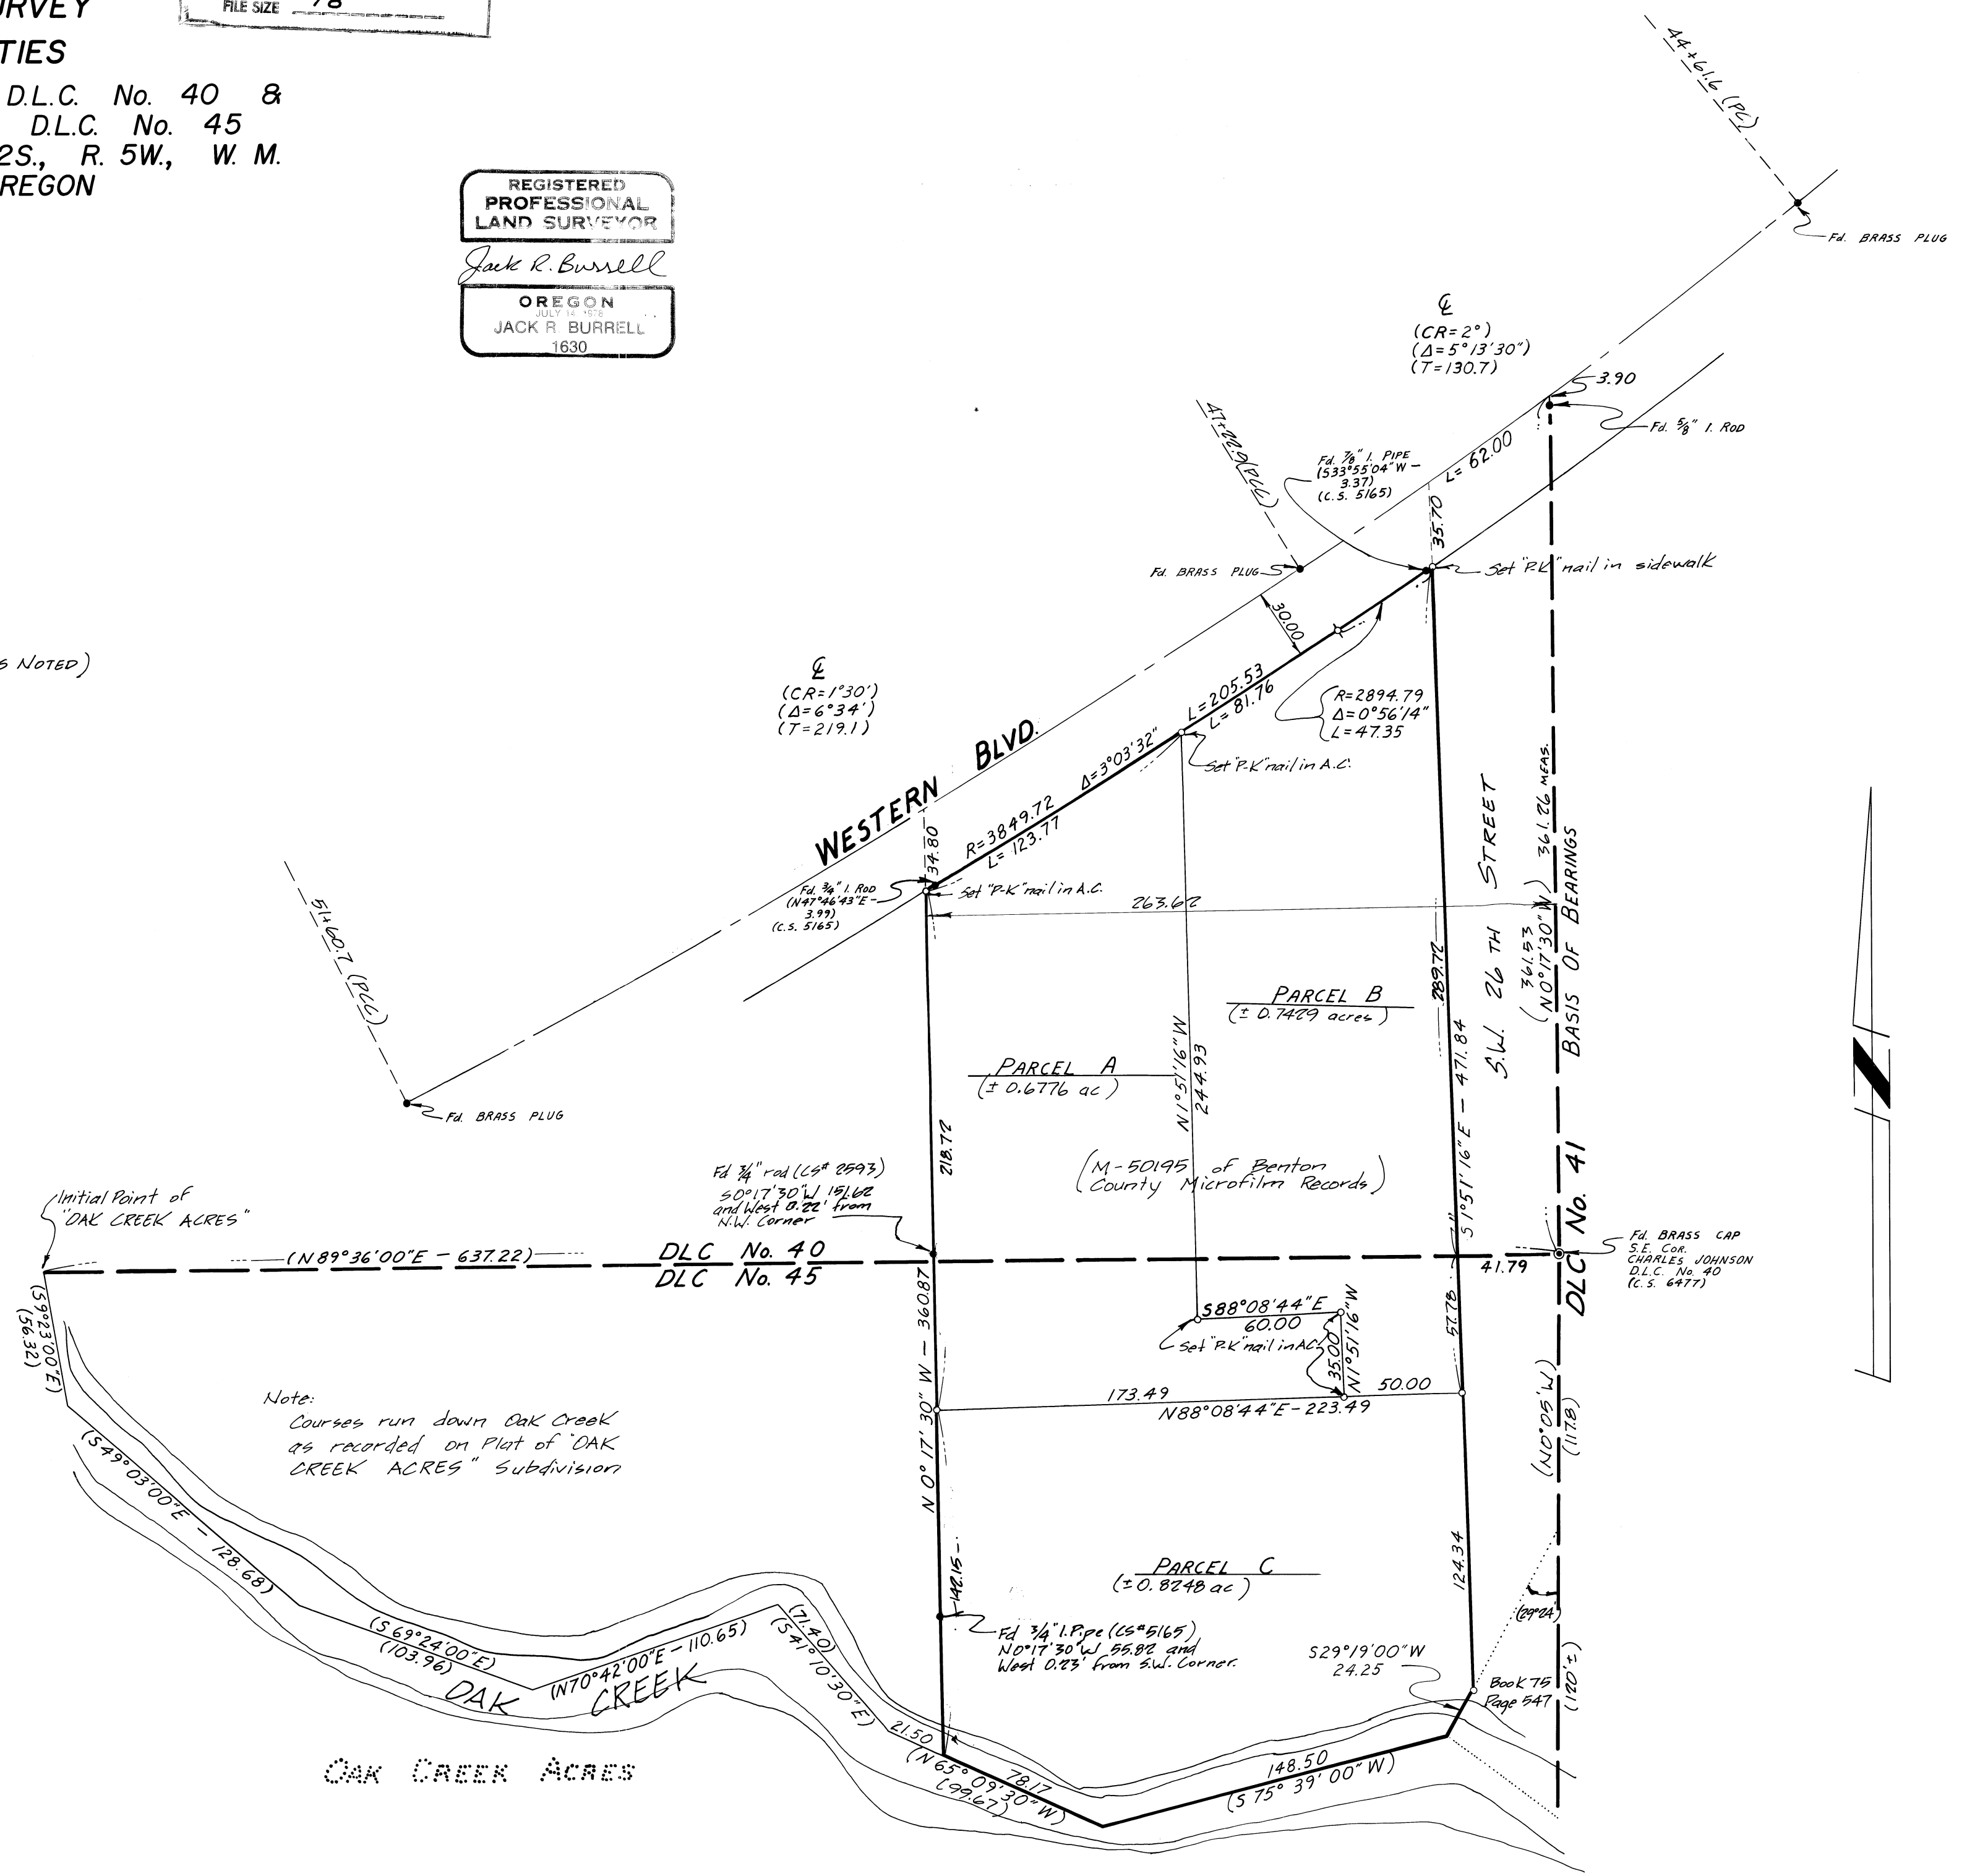 URVEY
FILE SIZE 78
TIES
D.L.C. No. 40 &
D.L.C. No. 45
2S., R. 5W., W. M.
REGON
REGISTERED
PROFESSIONAL
LAND SURVEYOR
Jack R. Burrell
OREGON
JULY 14 1978
JACK R. BURRELL
1630
44+61.6 (PC)
Fd. BRASS PLUG
℄
(CR=2°)
(Δ=5°13'30")
(T=130.7)
3.90
Fd. 5/8" I. ROD
47+22.9 (PCC)
Fd. 7/8" I. PIPE
(S33°55'04"W –
3.37)
(C.S. 5165)
L= 62.00
35.70
Set "P.K" nail in sidewalk
Fd. BRASS PLUG
30.00
S NOTED)
℄
(CR=1°30')
(Δ=6°34')
(T=219.1)
WESTERN BLVD.
L=205.53
L= 81.76
R=2894.79
Δ=0°56'14"
L=47.35
Δ=3°03'32"
R=3849.72
L= 123.77
Set "P-K" nail in A.C.
34.80
Fd. 3/4" I. ROD
(N47°46'43"E-
3.99)
(C.S. 5165)
Set "P-K" nail in A.C.
263.62
51+60.7 (PCC)
Fd. BRASS PLUG
S.W. 26 TH STREET
361.26 MEAS.
361.53
(N0°17'30"W)
BASIS OF BEARINGS
289.72
PARCEL B
(± 0.7429 acres)
PARCEL A
(± 0.6776 ac)
N1°51'16"W
244.93
218.72
S1°51'16"E – 471.84
(M-50195 of Benton
County Microfilm Records)
Fd 3/4" rod (CS# 2593)
S0°17'30"W 151.62
and West 0.22' from
N.W. Corner
Initial Point of
"OAK CREEK ACRES"
(N89°36'00"E – 637.22)
DLC No. 40
DLC No. 45
41.79
DLC No. 41
Fd. BRASS CAP
S.E. COR.
CHARLES JOHNSON
D.L.C. No. 40
(C.S. 6477)
(S9°23'00"E)
(56.32)
S88°08'44"E
60.00
Set "P.K" nail in AC
35.00
N1°51'16"W
57.78
173.49
50.00
N88°08'44"E-223.49
N 0° 17' 30" W – 360.87
(N0°05'W)
(117.8)
Note:
Courses run down Oak Creek
as recorded on Plat of "OAK
CREEK ACRES" Subdivision
(S49°03'00"E – 128.68)
(S69°24'00"E)
(103.96)
(N70°42'00"E-110.65)
(71.40)
(S41°10'30"E)
OAK CREEK
142.15
PARCEL C
(±0.8248 ac)
124.34
Fd 3/4" I.Pipe (CS#5165)
N0°17'30"W 55.82 and
West 0.23' from S.W. Corner.
(29°24')
S29°19'00"W
24.25
Book 75
Page 547
(120'±)
21.50
78.17
(N65°09'30"W)
(99.67)
148.50
(S 75° 39' 00"W)
OAK CREEK ACRES